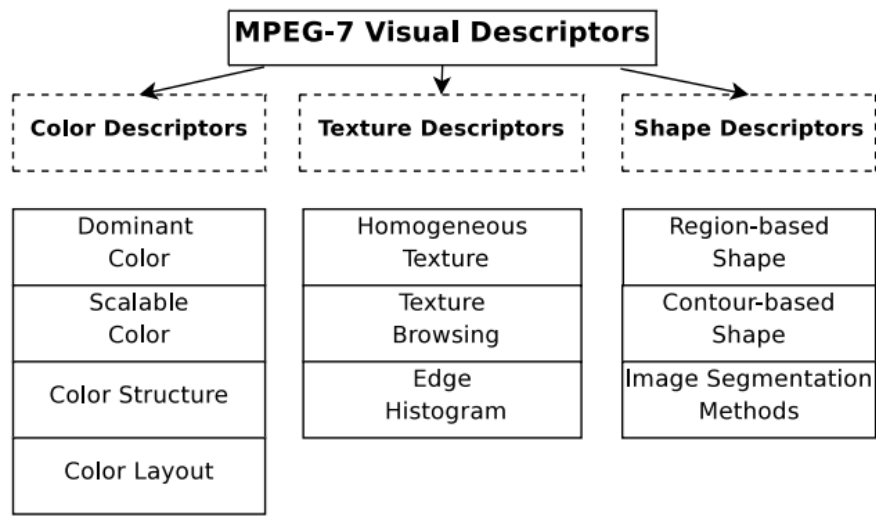 MPEG-7 Visual Descriptors
Color Descriptors
Texture Descriptors
Shape Descriptors
Dominant
Color
Scalable
Color
Color Structure
Color Layout
Homogeneous
Texture
Texture
Browsing
Edge
Histogram
Region-based
Shape
Contour-based
Shape
Image Segmentation
Methods